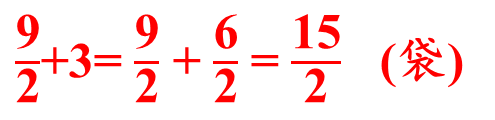 9/2+3= 9/2 + 6/2 = 15/2 (袋)